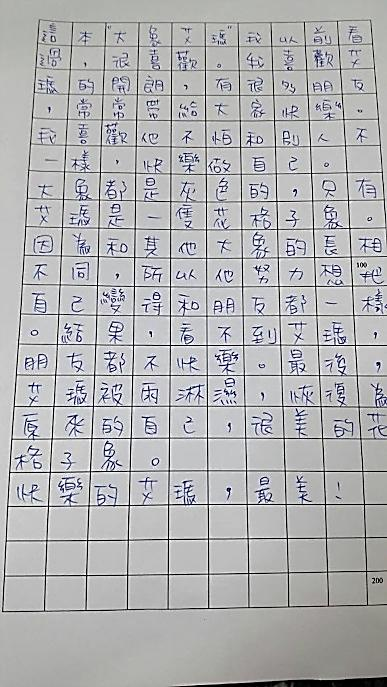 這本"大象艾瑪"我以前看
過，很喜歡。我喜歡艾
瑪的開朗，有很多朋友
，常常帶給大家快樂。
我喜歡他不怕和別人不
一樣，快樂做自己。
大象都是灰色的，只有
艾瑪是一隻花格子象。
因為和其他大象的長相
不同，所以他努力想把
100
自己變得和朋友都一樣
。結果，看不到艾瑪，
朋友都不快樂。最後，
艾瑪被雨淋濕，恢復為
原來的自己，很美的花
格子象。
快樂的艾瑪，最美！
200